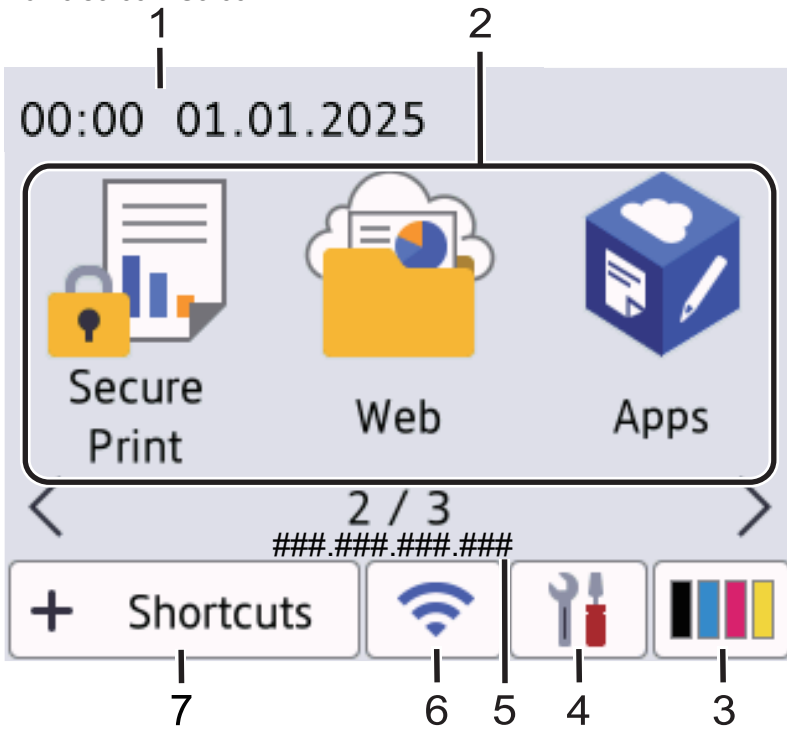 1 2
00:00 01.01.2025
Secure
Print
Web
Apps
2 / 3
###.###.###.###
+ Shortcuts
7 6 5 4 3